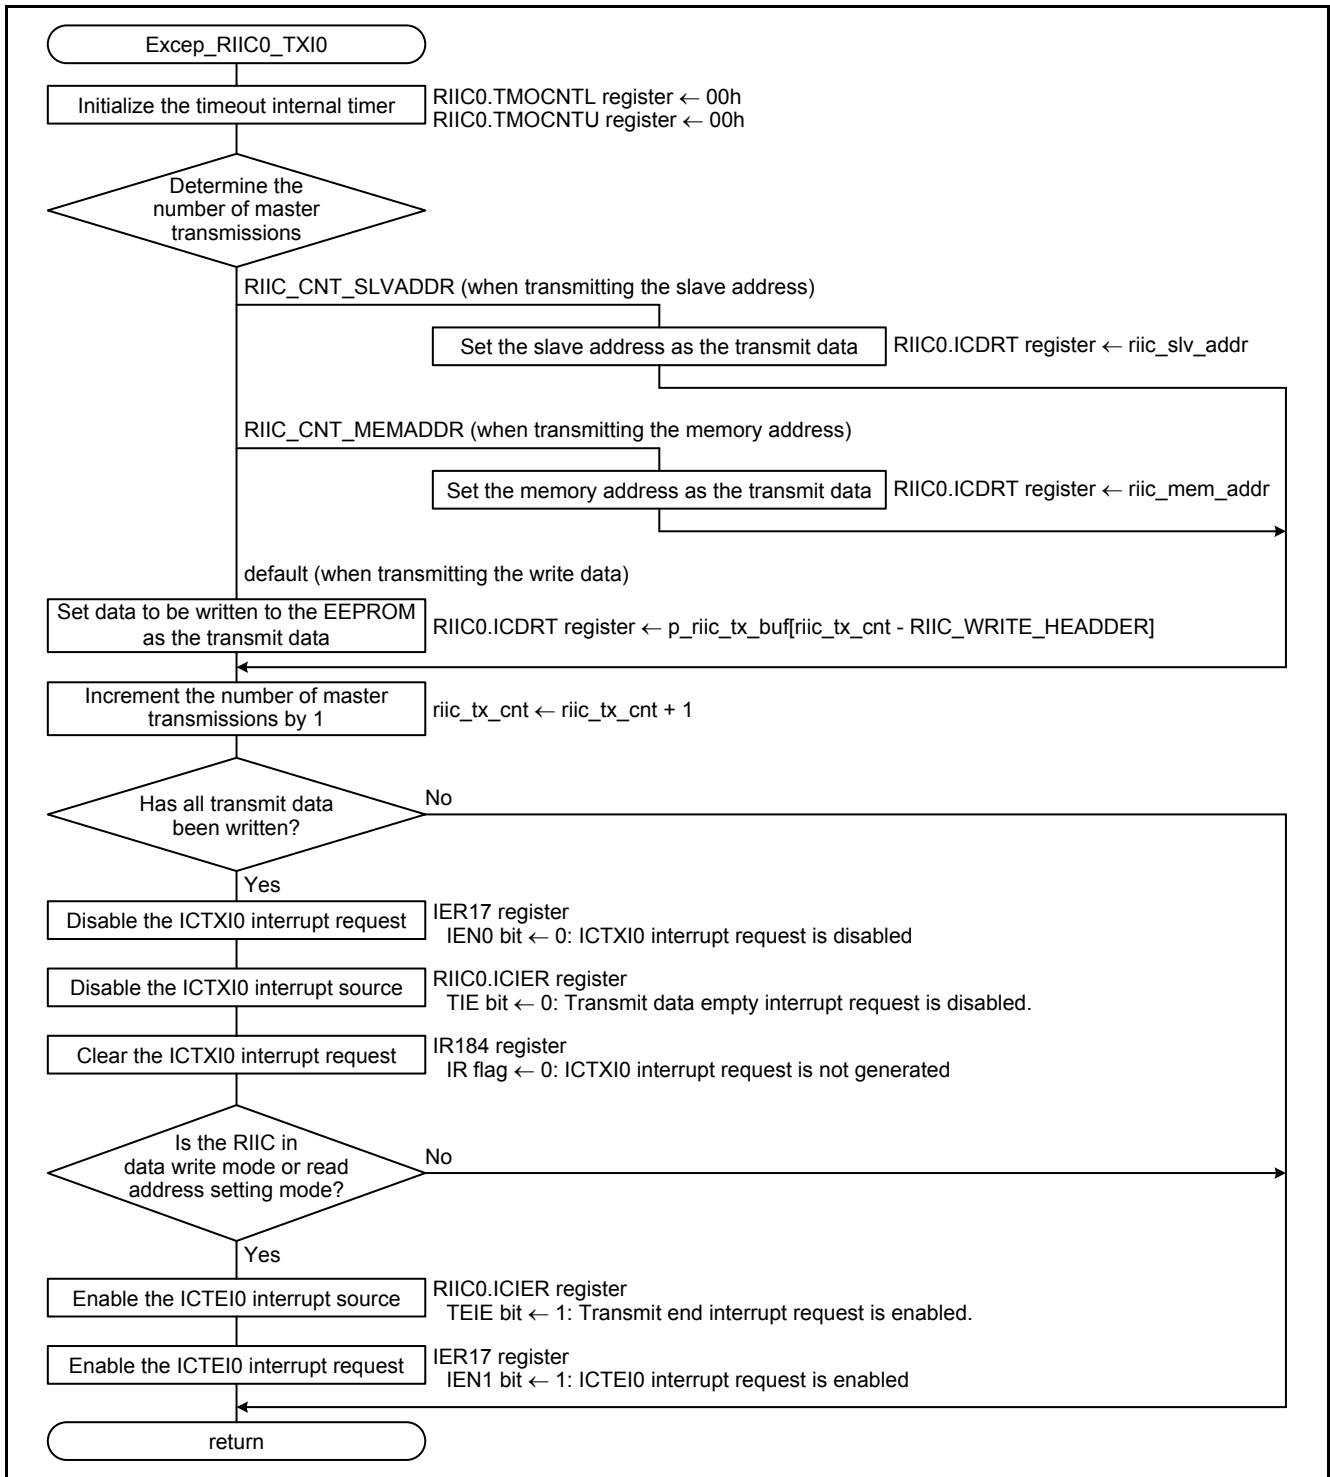 Excep_RIIC0_TXI0
Initialize the timeout internal timer
RIIC0.TMOCNTL register ← 00h
RIIC0.TMOCNTU register ← 00h
Determine the
number of master
transmissions
RIIC_CNT_SLVADDR (when transmitting the slave address)
Set the slave address as the transmit data
RIIC0.ICDRT register ← riic_slv_addr
RIIC_CNT_MEMADDR (when transmitting the memory address)
Set the memory address as the transmit data
RIIC0.ICDRT register ← riic_mem_addr
default (when transmitting the write data)
Set data to be written to the EEPROM
as the transmit data
RIIC0.ICDRT register ← p_riic_tx_buf[riic_tx_cnt - RIIC_WRITE_HEADDER]
Increment the number of master
transmissions by 1
riic_tx_cnt ← riic_tx_cnt + 1
Has all transmit data
been written?
No
Yes
Disable the ICTXI0 interrupt request
IER17 register
IEN0 bit ← 0: ICTXI0 interrupt request is disabled
Disable the ICTXI0 interrupt source
RIIC0.ICIER register
TIE bit ← 0: Transmit data empty interrupt request is disabled.
Clear the ICTXI0 interrupt request
IR184 register
IR flag ← 0: ICTXI0 interrupt request is not generated
Is the RIIC in
data write mode or read
address setting mode?
No
Yes
Enable the ICTEI0 interrupt source
RIIC0.ICIER register
TEIE bit ← 1: Transmit end interrupt request is enabled.
Enable the ICTEI0 interrupt request
IER17 register
IEN1 bit ← 1: ICTEI0 interrupt request is enabled
return